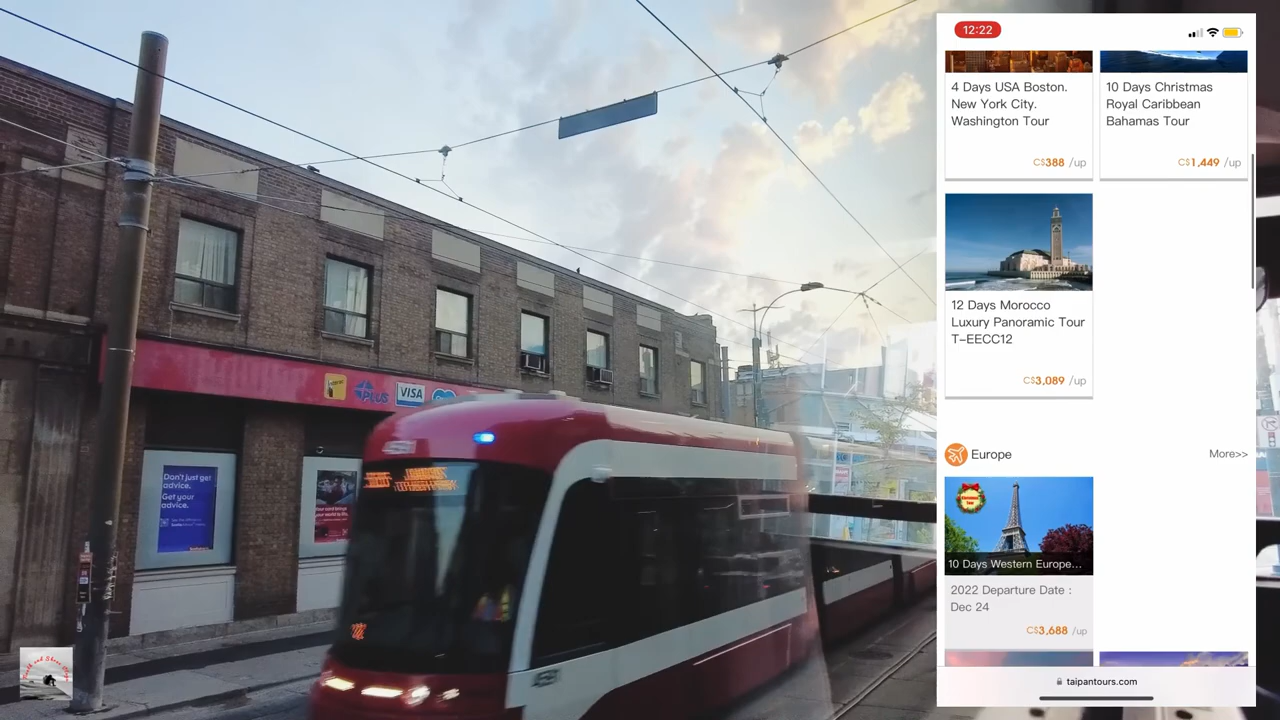 12:22
4 Days USA Boston.
New York City.
Washington Tour
C$388 /up
10 Days Christmas
Royal Caribbean
Bahamas Tour
C$1,449 /up
12 Days Morocco
Luxury Panoramic Tour
T-EECC12
C$3,089 /up
Europe
More>>
10 Days Western Europe...
2022 Departure Date :
Dec 24
C$3,688 /up
taipantours.com
PLUS
VISA
Don't just get
advice.
Get your
advice.